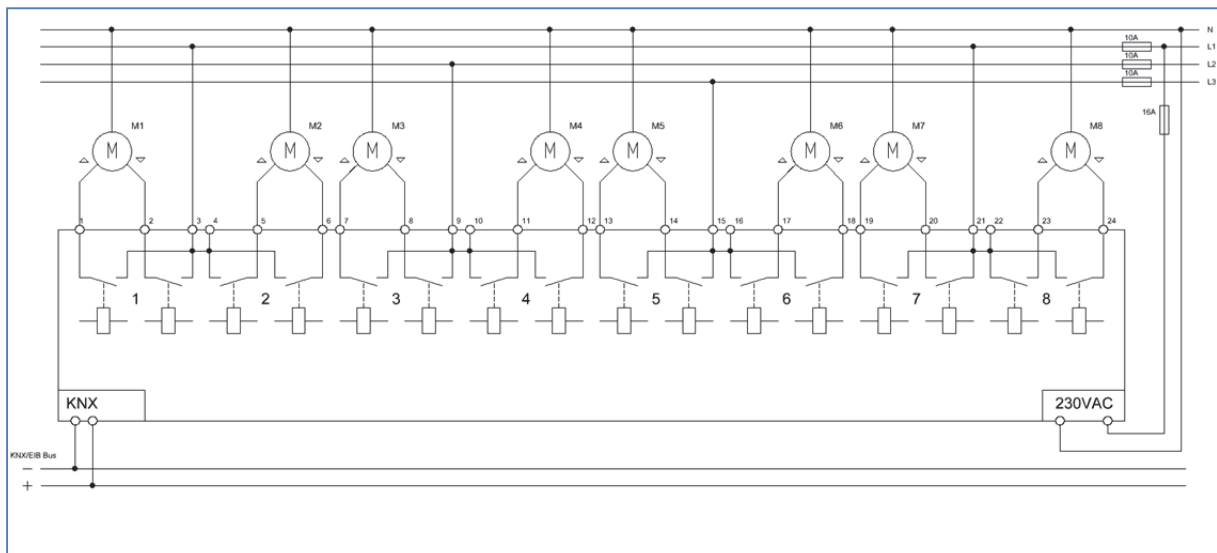 N
10A
L1
10A
L2
10A
L3
16A
M1 M2 M3 M4 M5 M6 M7 M8
M M M M M M M M
1 2 3 4 5 6 7 8 9 10 11 12 13 14 15 16 17 18 19 20 21 22 23 24
1 2 3 4 5 6 7 8
KNX 230VAC
KNX/EIB Bus
−
+